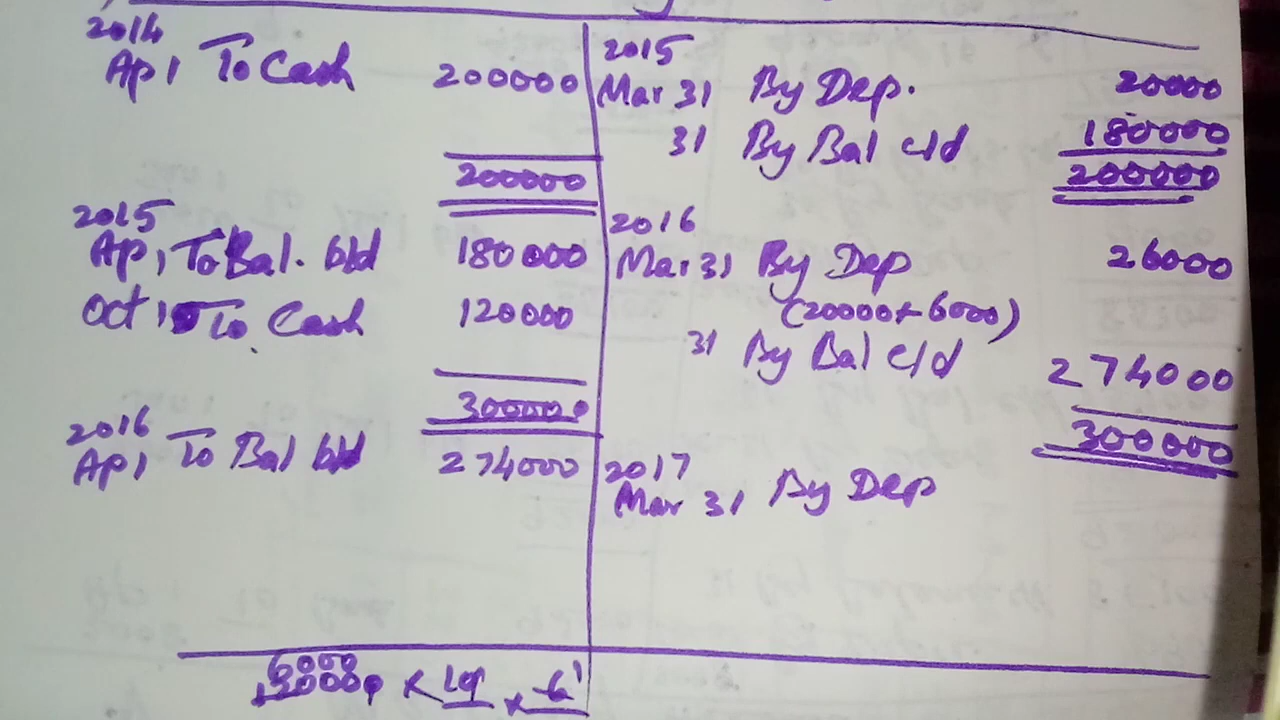 2014
Ap 1 To Cash 200000
200000
2015
Ap 1 To Bal. b/d 180000
Oct 1 To Cash 120000
300000
2016
Ap 1 To Bal b/d 274000
2015
Mar 31 By Dep. 20000
31 By Bal c/d 180000
200000
2016
Mar 31 By Dep 26000
(20000+6000)
31 By Bal c/d 274000
300000
2017
Mar 31 By Dep
6000